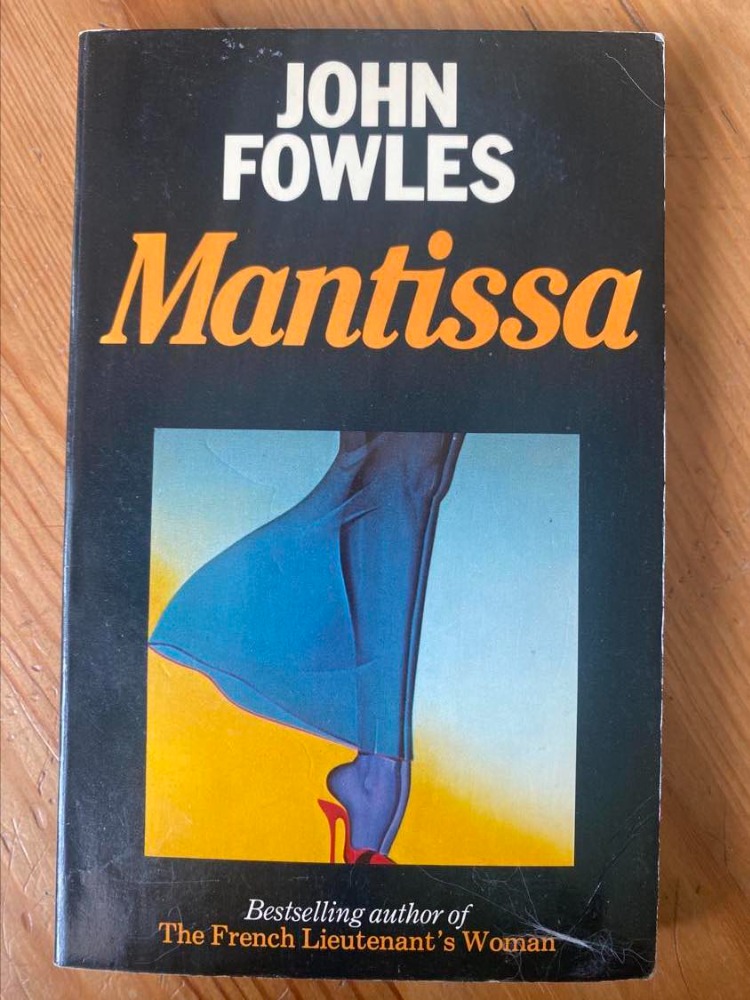 JOHN
FOWLES
Mantissa
Bestselling author of
The French Lieutenant's Woman